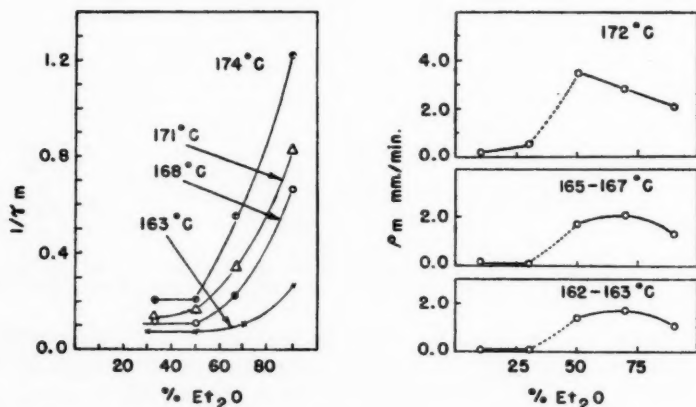 1.2
0.8
0.4
0.0
1/τm
174°C
171°C
168°C
163°C
20 40 60 80
% Et2O
172°C
4.0
2.0
0.0
ρm mm/min.
165-167°C
2.0
0.0
162-163°C
2.0
0.0
25 50 75
% Et2O